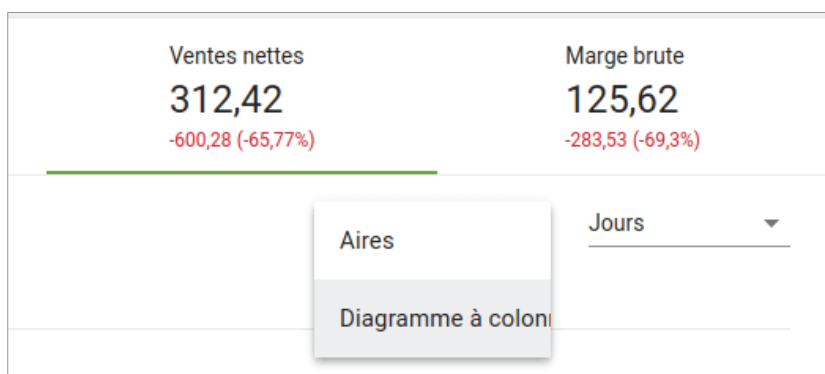 Ventes nettes
312,42
-600,28 (-65,77%)
Marge brute
125,62
-283,53 (-69,3%)
Aires
Jours
Diagramme à colon